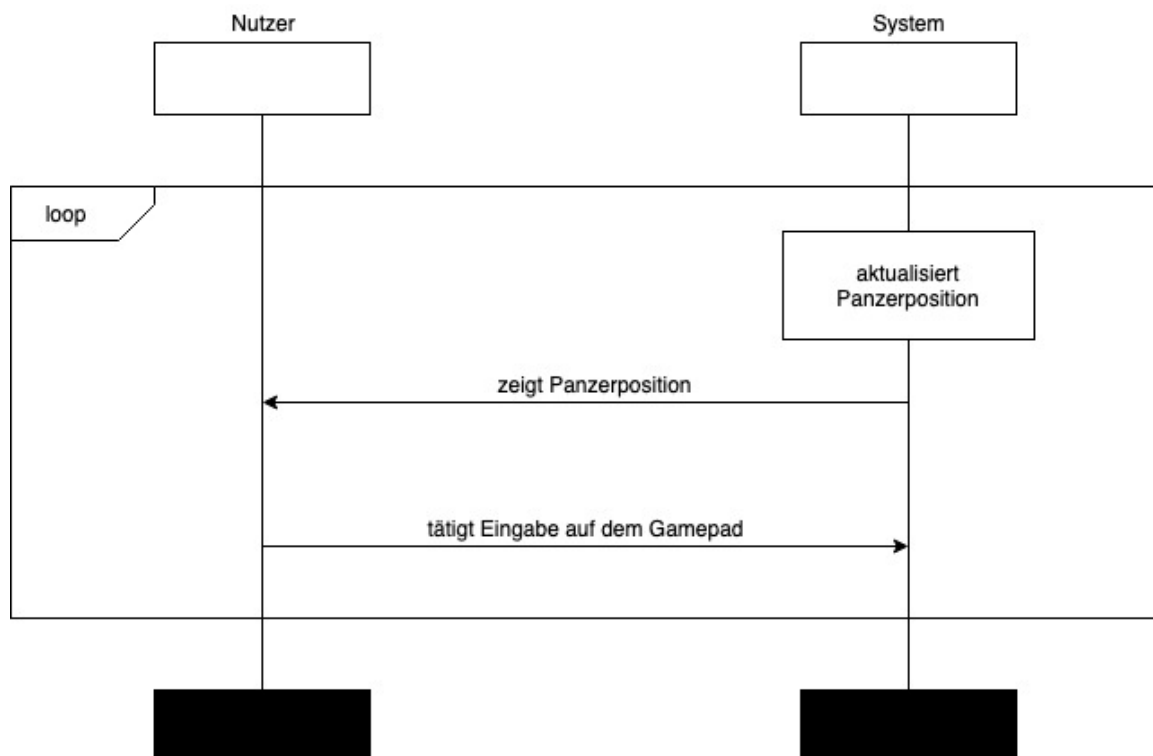 Nutzer
System
loop
aktualisiert
Panzerposition
zeigt Panzerposition
tätigt Eingabe auf dem Gamepad